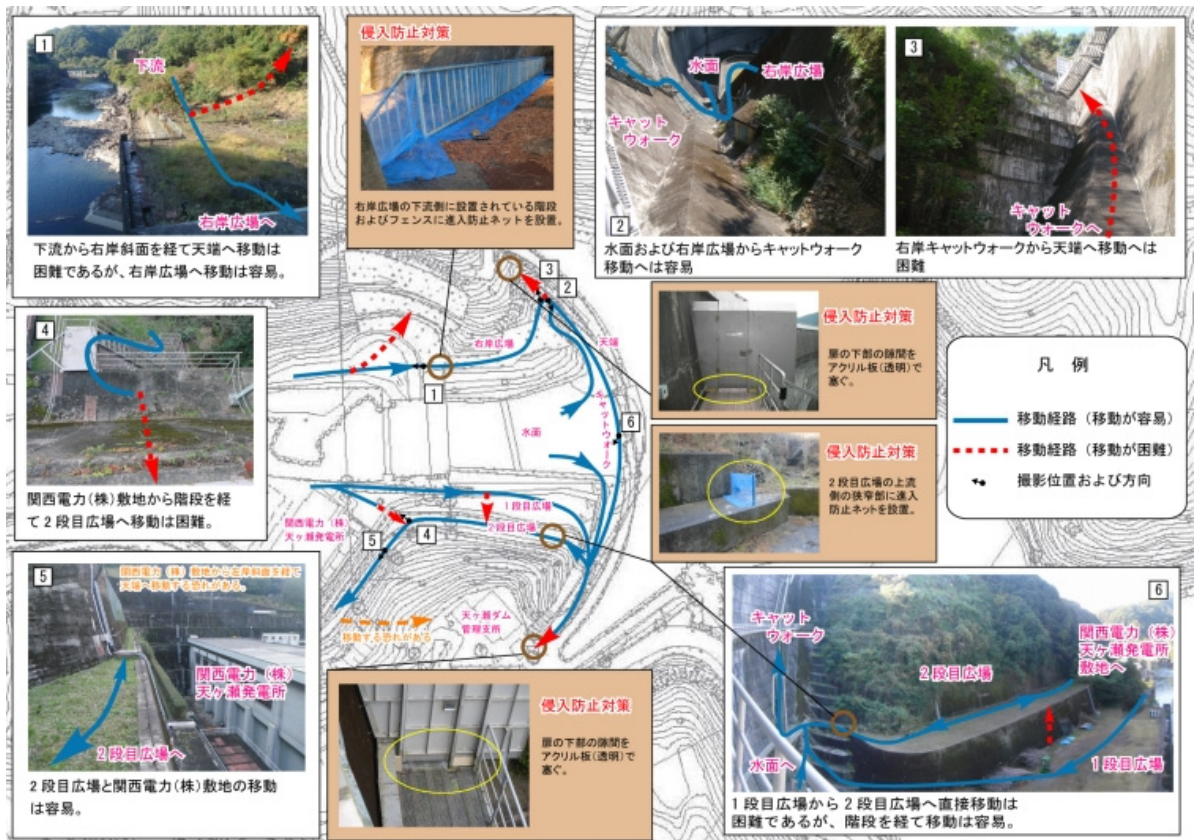 1
下流
右岸広場へ
下流から右岸斜面を経て天端へ移動は
困難であるが、右岸広場へ移動は容易。
侵入防止対策
右岸広場の下流側に設置されている階段
およびフェンスに進入防止ネットを設置。
水面
右岸広場
キャット
ウォーク
2
水面および右岸広場からキャットウォーク
移動へは容易
3
キャット
ウォークへ
右岸キャットウォークから天端へ移動へは
困難
4
関西電力(株)敷地から階段を経
て2段目広場へ移動は困難。
5
関西電力(株)敷地から左岸斜面を経て
天端へ移動する恐れがある。
関西電力(株)
天ヶ瀬発電所
2段目広場へ
2段目広場と関西電力(株)敷地の移動
は容易。
3
2
右岸広場
天端
1
キャットウォーク
6
水面
1段目広場
2段目広場
関西電力(株)
天ヶ瀬発電所
4
5
天ヶ瀬ダム
管理支所
移動する恐れがある
侵入防止対策
扉の下部の隙間を
アクリル板(透明)で
塞ぐ。
侵入防止対策
2段目広場の上流
側の狭窄部に進入
防止ネットを設置。
侵入防止対策
扉の下部の隙間を
アクリル板(透明)で
塞ぐ。
凡 例
移動経路(移動が容易)
移動経路(移動が困難)
撮影位置および方向
6
キャット
ウォーク
2段目広場
関西電力(株)
天ヶ瀬発電所
敷地へ
水面へ
1段目広場
1段目広場から2段目広場へ直接移動は
困難であるが、階段を経て移動は容易。